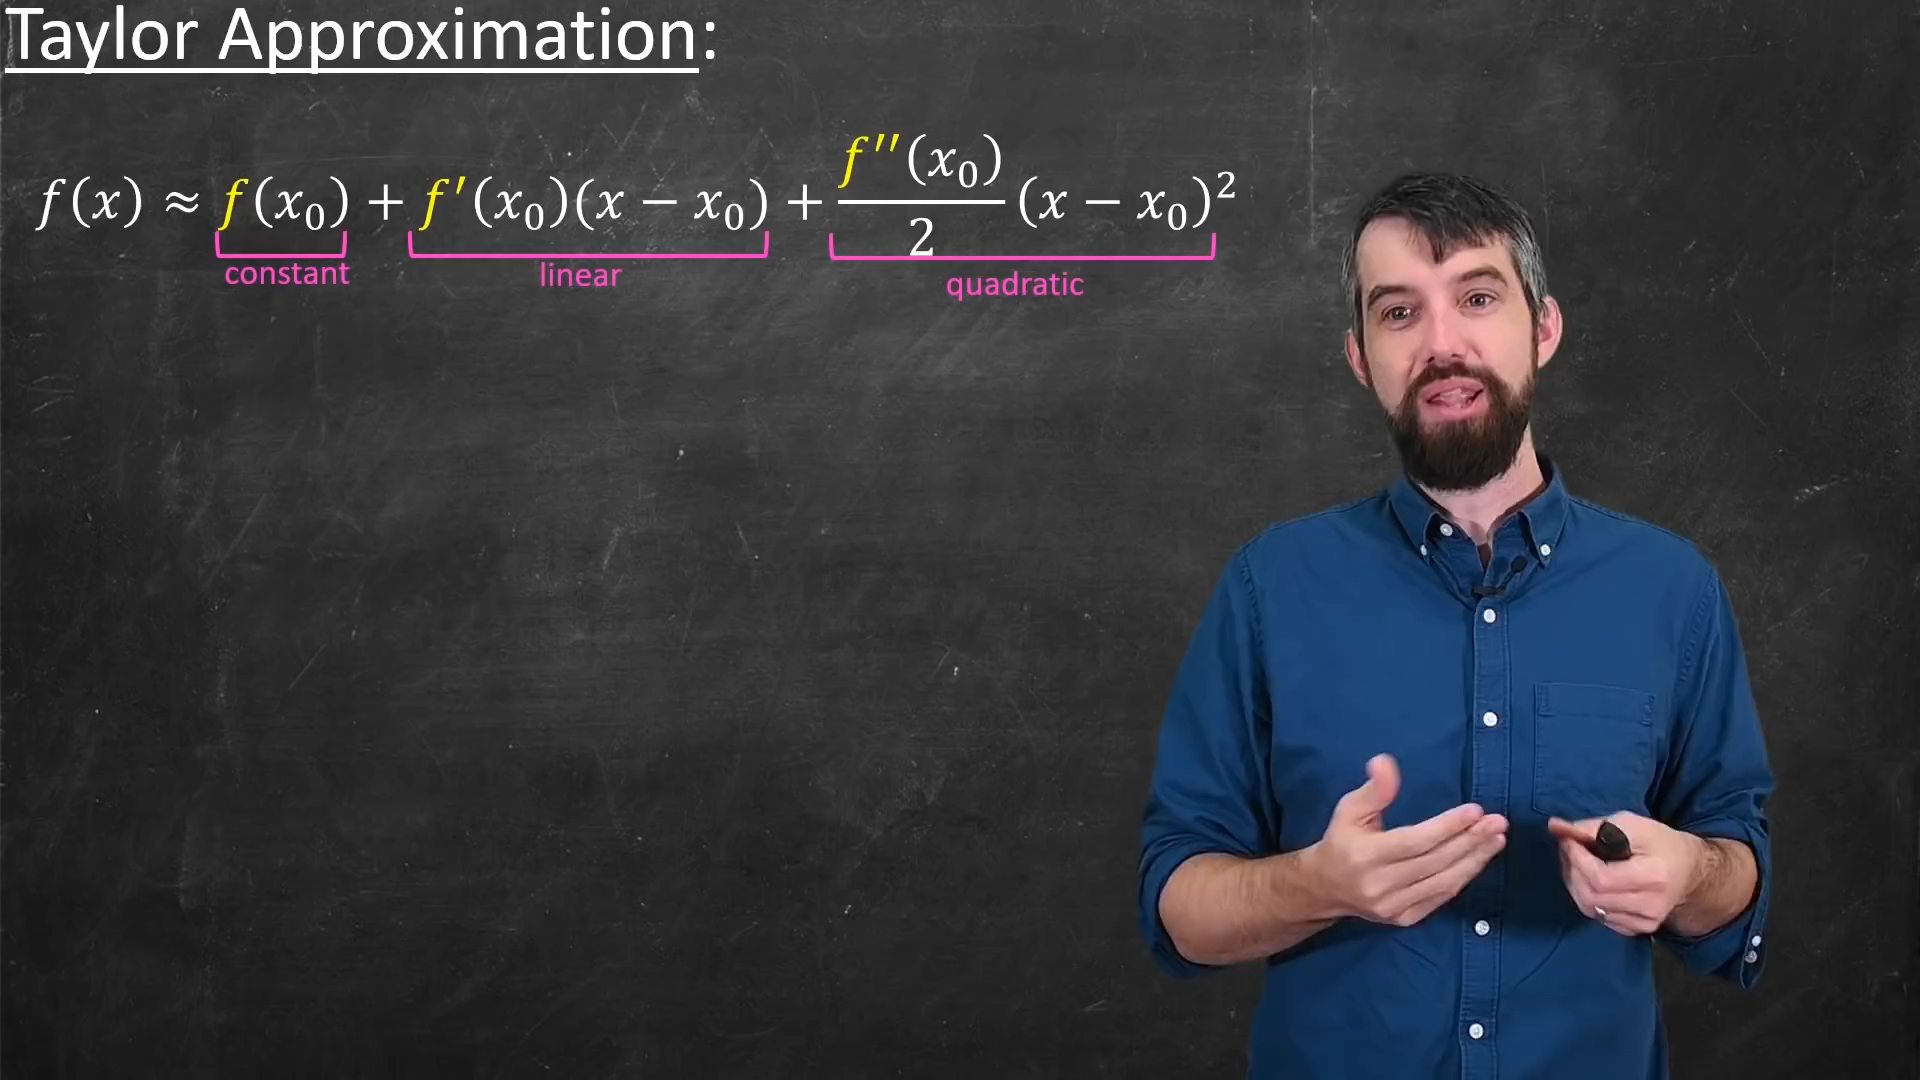 Taylor Approximation:
f(x) ≈ f(x₀) + f′(x₀)(x − x₀) + f″(x₀)/2 (x − x₀)²
constant linear quadratic